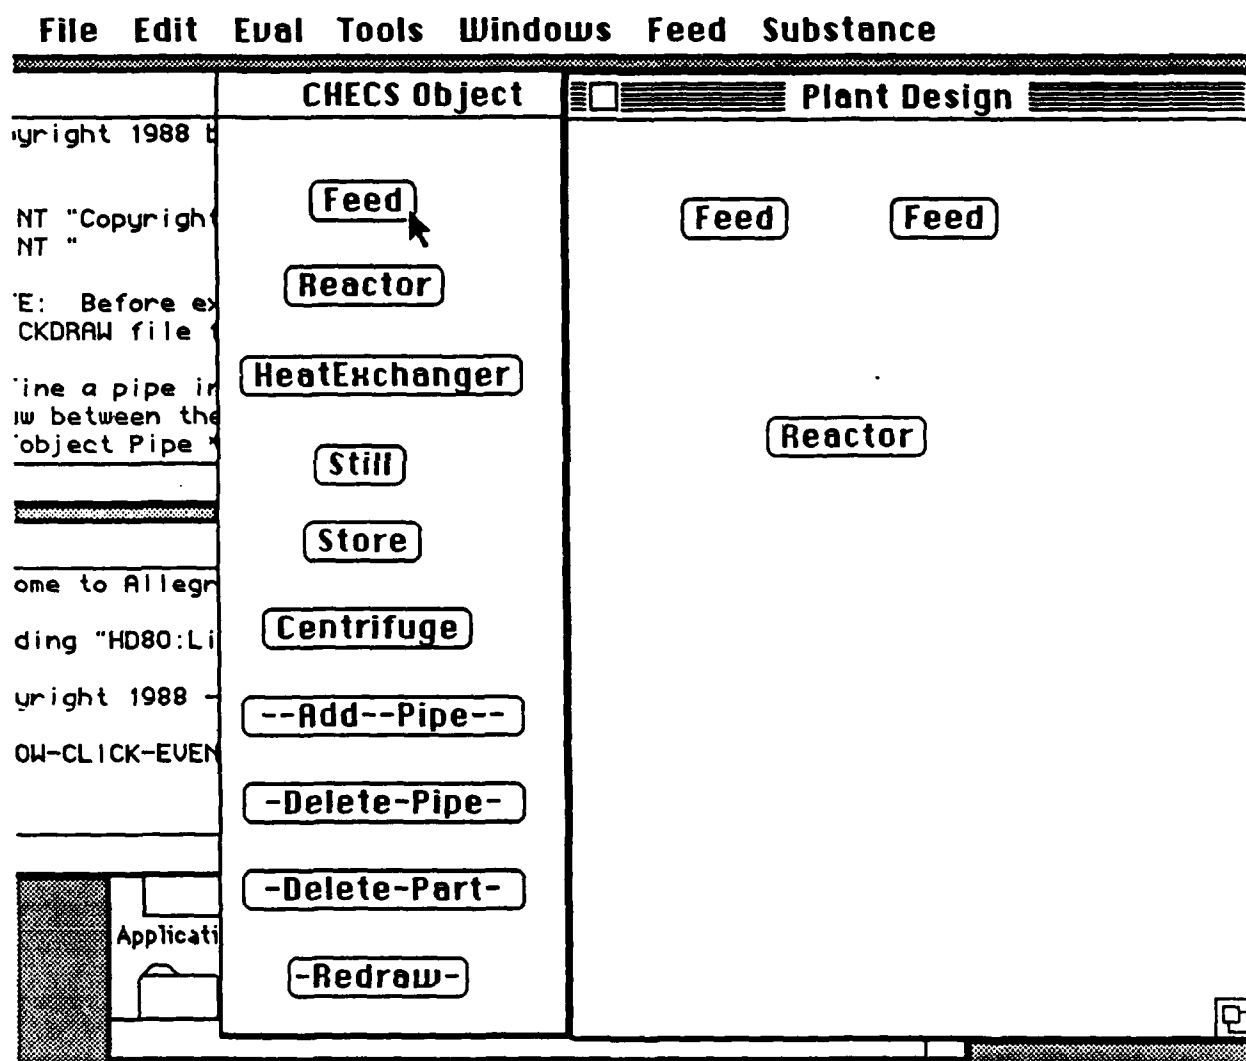 File Edit Eval Tools Windows Feed Substance
CHECS Object
Plant Design
yright 1988 b
NT "Copyright
NT "
E: Before ex
CKDRAW file
ine a pipe in
w between the
object Pipe
ome to Allegr
ding "HD80:Li
yright 1988 -
OW-CLICK-EVEN
Applicati
Feed
Reactor
HeatExchanger
Still
Store
Centrifuge
--Add--Pipe--
-Delete-Pipe-
-Delete-Part-
-Redraw-
Feed Feed
Reactor